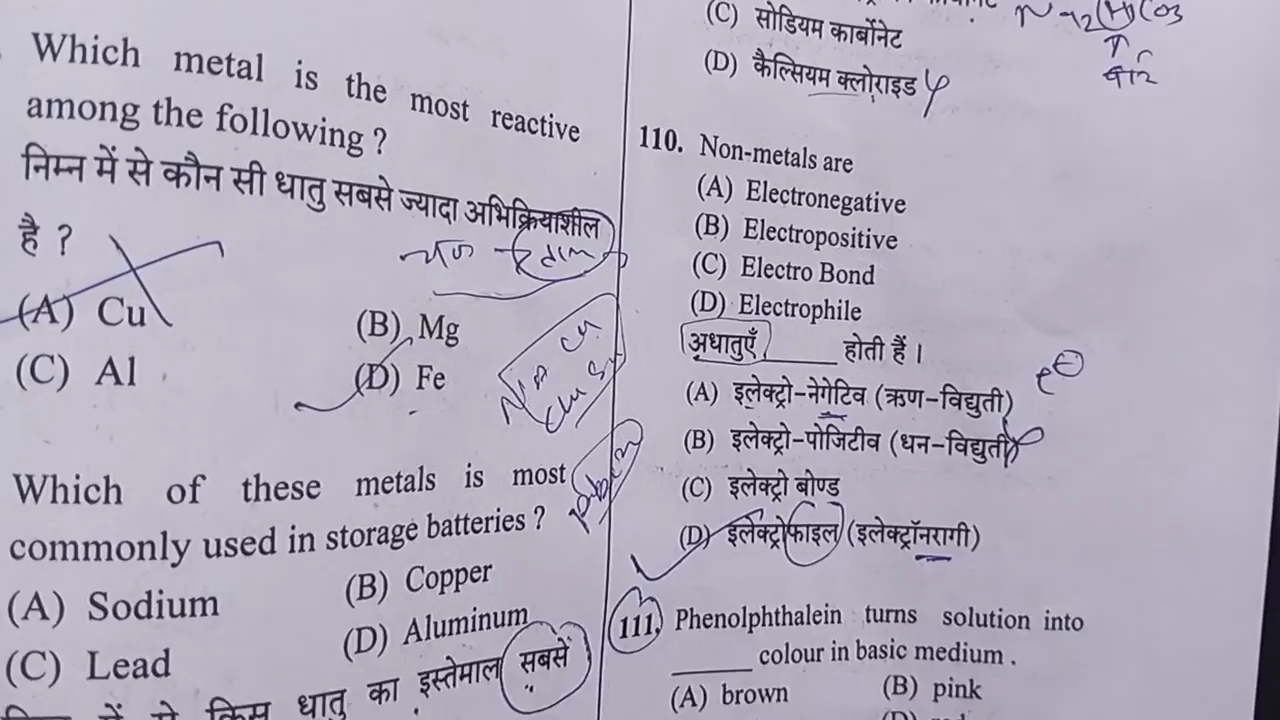 Which metal is the most reactive
among the following ?
निम्न में से कौन सी धातु सबसे ज्यादा अभिक्रियाशील
है ?
(A) Cu
(B) Mg
(C) Al
(D) Fe
Which of these metals is most
commonly used in storage batteries ?
(A) Sodium
(B) Copper
(C) Lead
(D) Aluminum
किस धातु का इस्तेमाल सबसे
(C) सोडियम कार्बोनेट
(D) कैल्सियम क्लोराइड
110. Non-metals are
(A) Electronegative
(B) Electropositive
(C) Electro Bond
(D) Electrophile
अधातुएँ ______ होती हैं ।
(A) इलेक्ट्रो-नेगेटिव (ऋण-विद्युती)
(B) इलेक्ट्रो-पोजिटीव (धन-विद्युती)
(C) इलेक्ट्रो बोण्ड
(D) इलेक्ट्रोफाइल (इलेक्ट्रॉनरागी)
111. Phenolphthalein turns solution into
______ colour in basic medium .
(A) brown
(B) pink